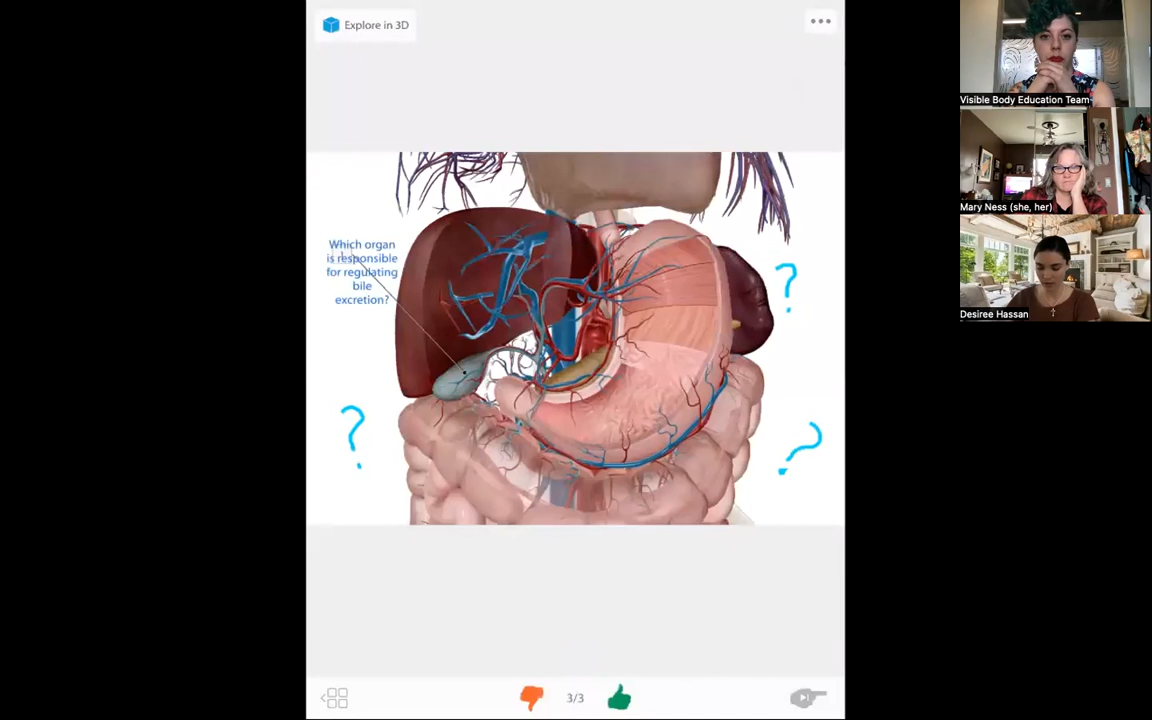 Explore in 3D
Which organ
is responsible
for regulating
bile
excretion?
?
?
?
3/3
Visible Body Education Team
Mary Ness (she, her)
Desiree Hassan